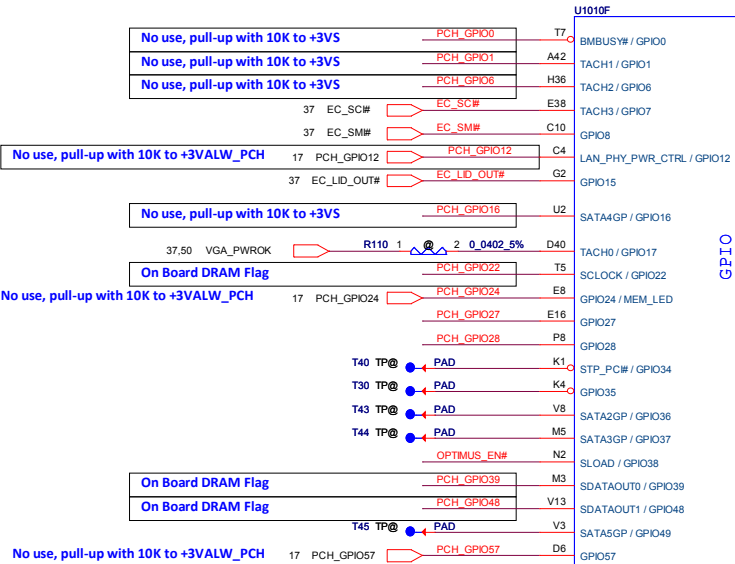 U1010F
No use, pull-up with 10K to +3VS PCH_GPIO0 T7 BMBUSY# / GPIO0
No use, pull-up with 10K to +3VS PCH_GPIO1 A42 TACH1 / GPIO1
No use, pull-up with 10K to +3VS PCH_GPIO6 H36 TACH2 / GPIO6
37 EC_SCI# EC_SCI# E38 TACH3 / GPIO7
37 EC_SMI# EC_SMI# C10 GPIO8
No use, pull-up with 10K to +3VALW_PCH 17 PCH_GPIO12 PCH_GPIO12 C4 LAN_PHY_PWR_CTRL / GPIO12
37 EC_LID_OUT# EC_LID_OUT# G2 GPIO15
No use, pull-up with 10K to +3VS PCH_GPIO16 U2 SATA4GP / GPIO16
37,50 VGA_PWROK R110 1 @ 2 0_0402_5% D40 TACH0 / GPIO17
GPIO
On Board DRAM Flag PCH_GPIO22 T5 SCLOCK / GPIO22
No use, pull-up with 10K to +3VALW_PCH 17 PCH_GPIO24 PCH_GPIO24 E8 GPIO24 / MEM_LED
PCH_GPIO27 E16 GPIO27
PCH_GPIO28 P8 GPIO28
T40 TP@ PAD K1 STP_PCI# / GPIO34
T30 TP@ PAD K4 GPIO35
T43 TP@ PAD V8 SATA2GP / GPIO36
T44 TP@ PAD M5 SATA3GP / GPIO37
OPTIMUS_EN# N2 SLOAD / GPIO38
On Board DRAM Flag PCH_GPIO39 M3 SDATAOUT0 / GPIO39
On Board DRAM Flag PCH_GPIO48 V13 SDATAOUT1 / GPIO48
T45 TP@ PAD V3 SATA5GP / GPIO49
No use, pull-up with 10K to +3VALW_PCH 17 PCH_GPIO57 PCH_GPIO57 D6 GPIO57